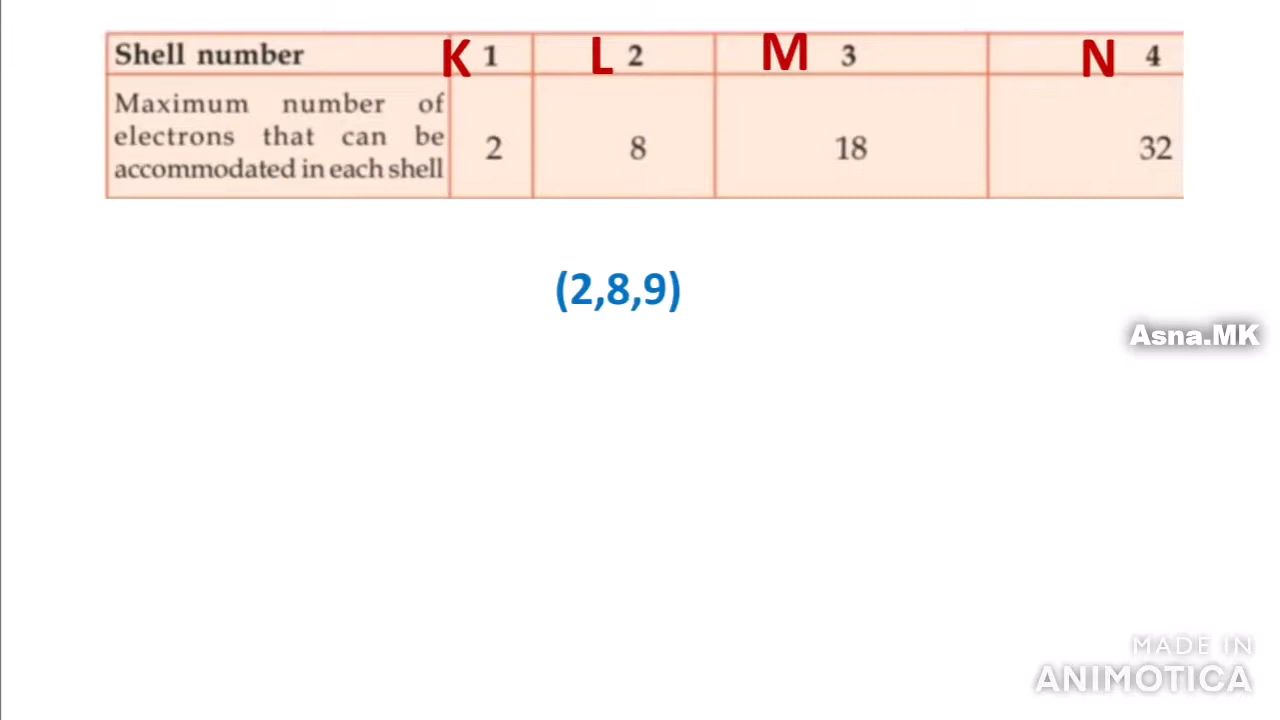 Shell number K 1 L 2 M 3 N 4
Maximum number of
electrons that can be
accommodated in each shell
2 8 18 32
(2,8,9)
Asna.MK
MADE IN
ANIMOTICA